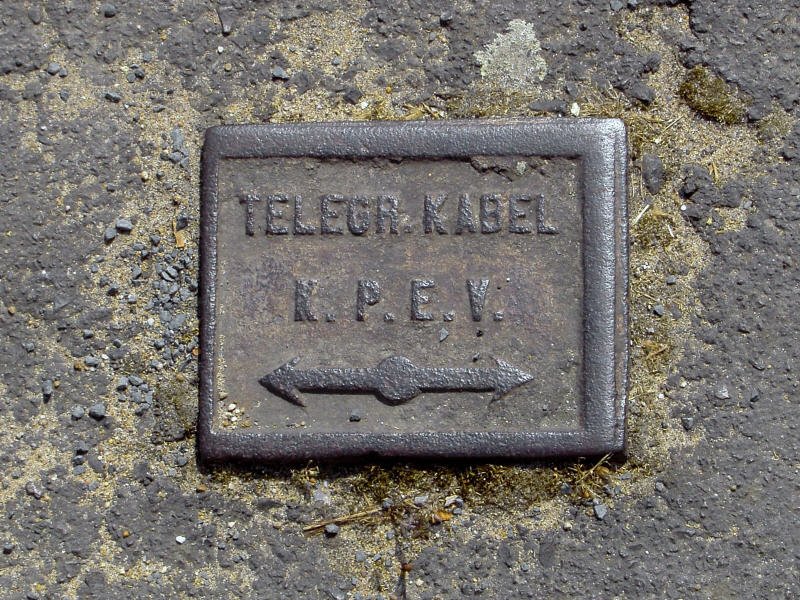 TELEGR. KABEL
K. P. E. V.